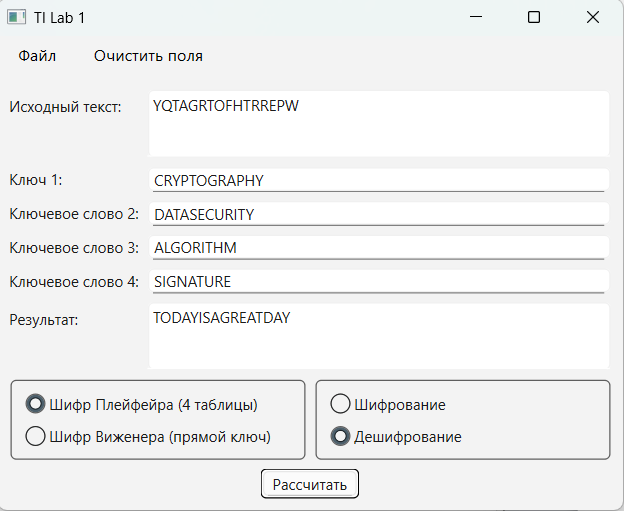 TI Lab 1
Файл Очистить поля
Исходный текст: YQTAGRTOFHTRREPW
Ключ 1: CRYPTOGRAPHY
Ключевое слово 2: DATASECURITY
Ключевое слово 3: ALGORITHM
Ключевое слово 4: SIGNATURE
Результат: TODAYISAGREATDAY
Шифр Плейфейра (4 таблицы) Шифрование
Шифр Виженера (прямой ключ) Дешифрование
Рассчитать